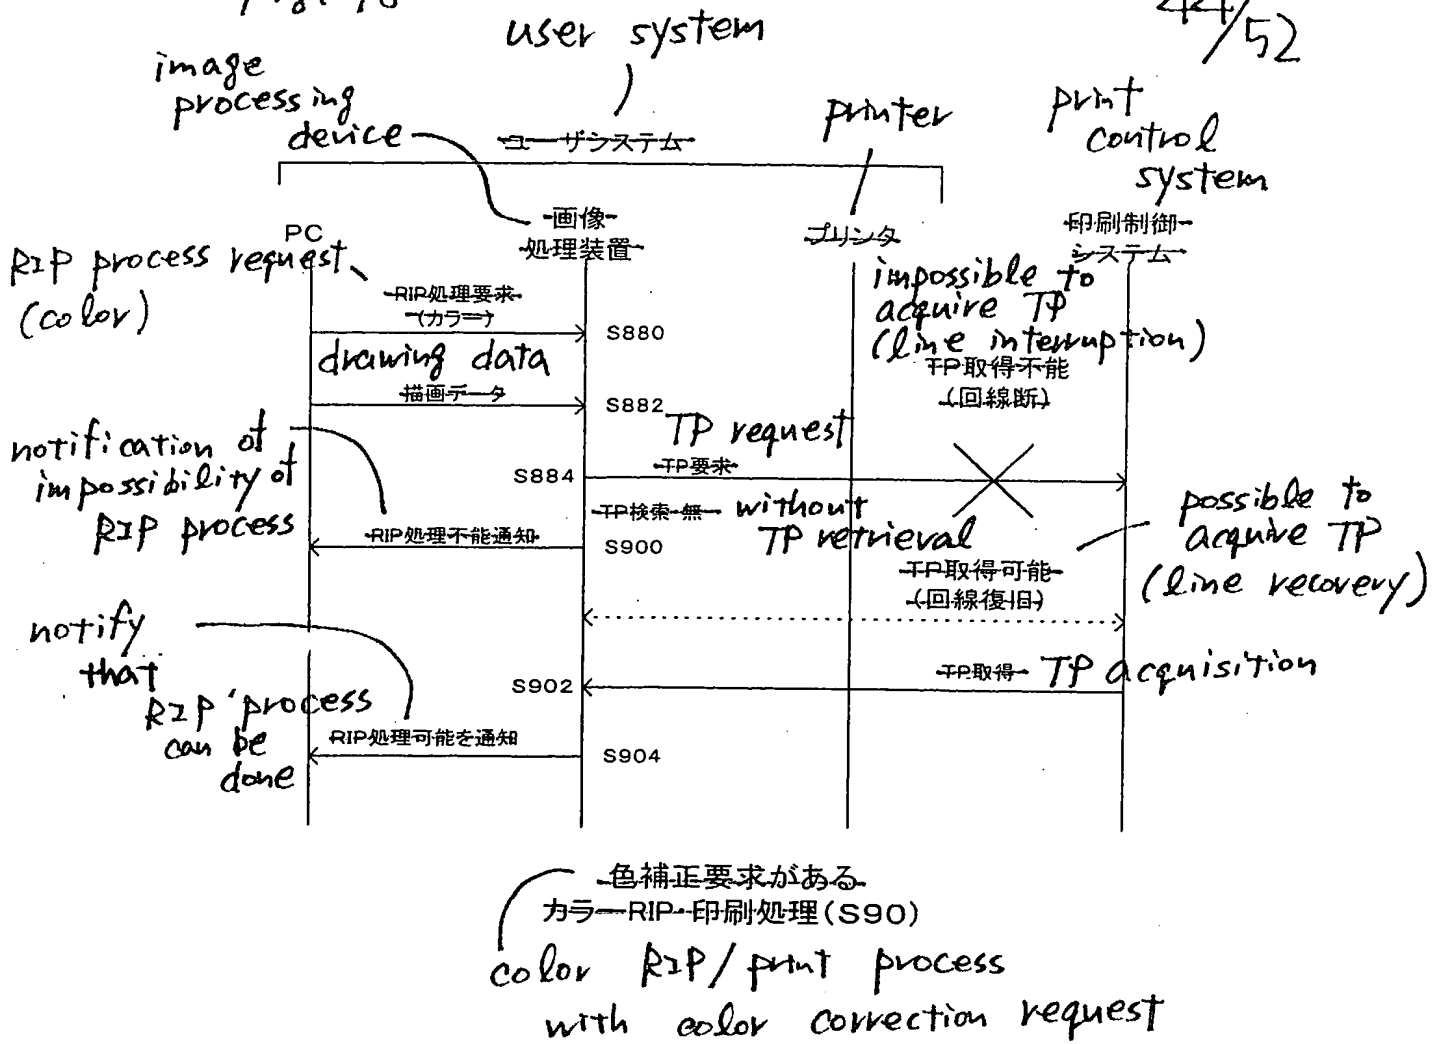 44/52
user system
image
processing
device
ユーザシステム
printer
print
control
system
PC
画像
処理装置
プリンタ
印刷制御
システム
RIP process request
(color)
RIP処理要求
(カラー)
S880
impossible to
acquire TP
(line interruption)
TP取得不能
(回線断)
drawing data
描画データ
S882
notification of
impossibility of
RIP process
TP request
S884
TP要求
TP検索 無
without
TP retrieval
RIP処理不能通知
S900
possible to
acquire TP
(line recovery)
TP取得可能
(回線復旧)
notify
that
RIP process
can be
done
S902
TP取得
TP acquisition
RIP処理可能を通知
S904
色補正要求がある
カラーRIP・印刷処理(S90)
color RIP/print process
with color correction request